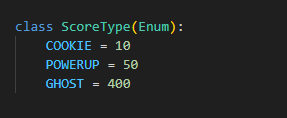 class ScoreType(Enum):
    COOKIE = 10
    POWERUP = 50
    GHOST = 400